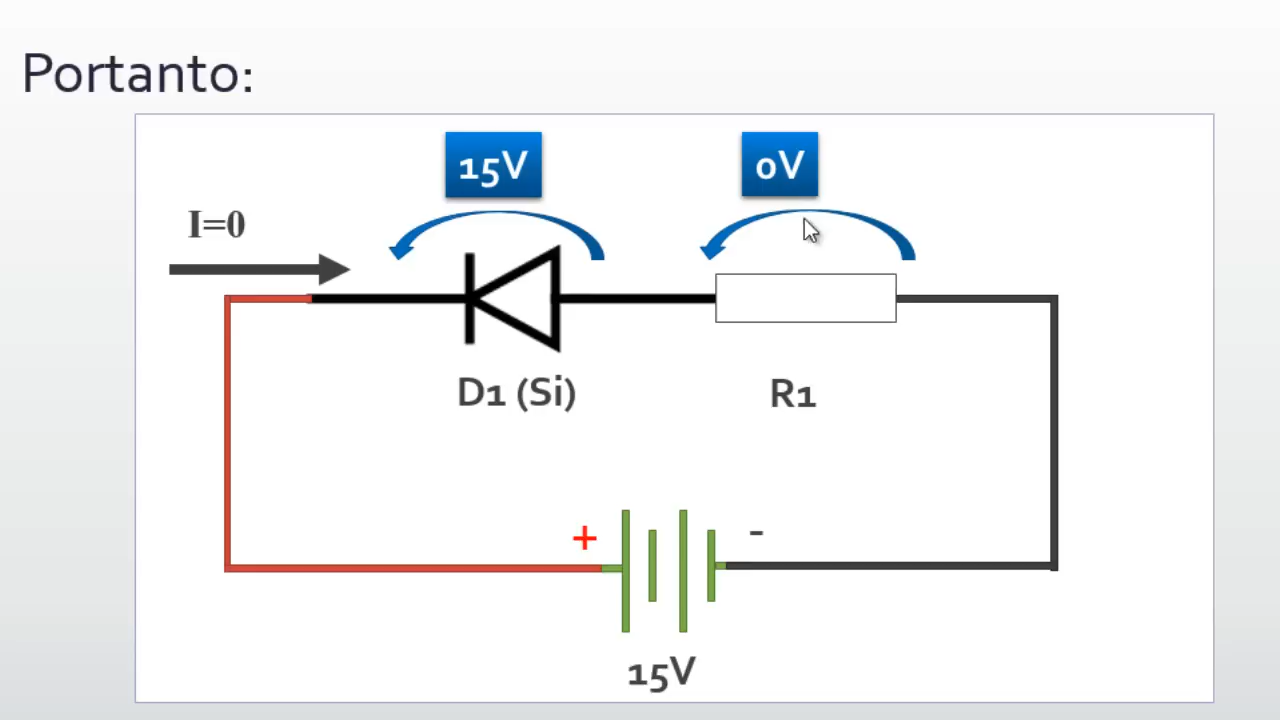 Portanto:
15V
0V
I=0
D1 (Si)
R1
+
-
15V